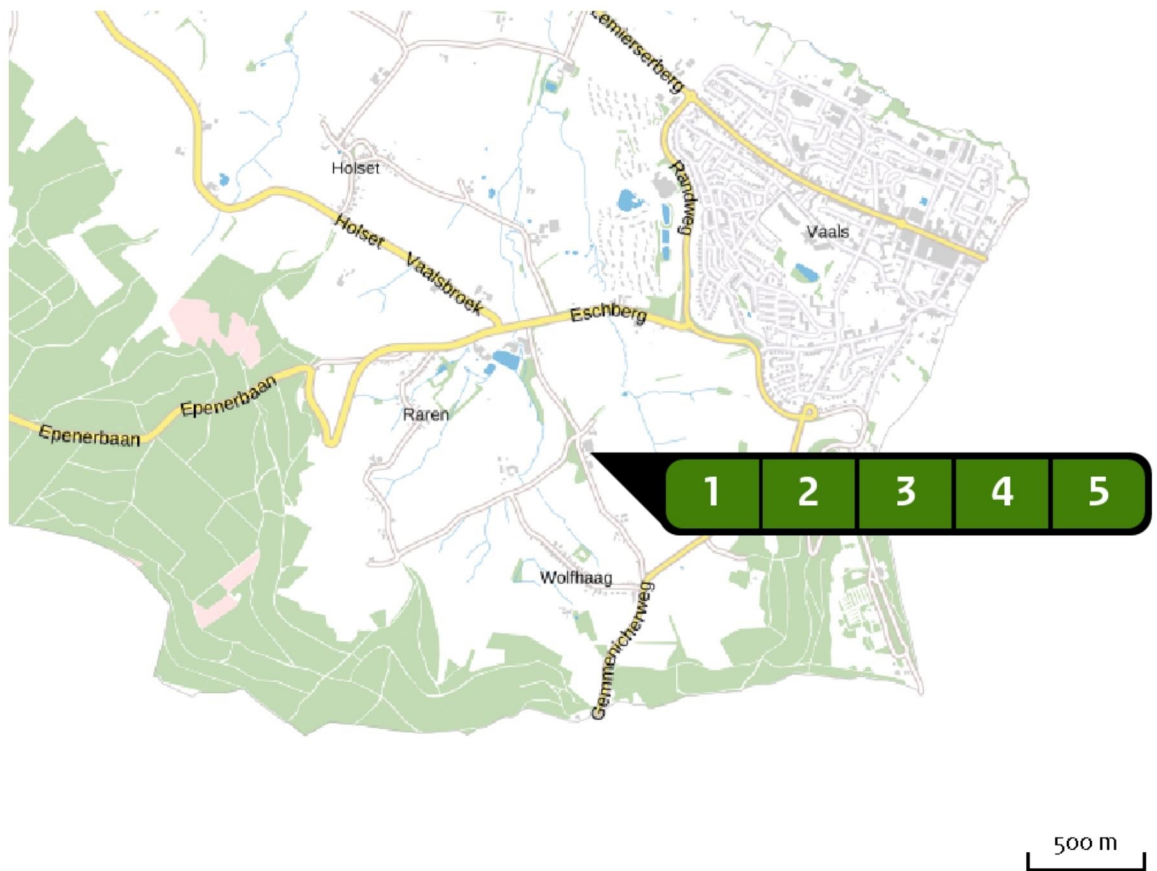 Lemierserberg
Holset
Randweg
Vaals
Holset
Vaalsbroek
Eschberg
Epenerbaan
Raren
Epenerbaan
1 2 3 4 5
Wolfhaag
Gemmenicherweg
500 m